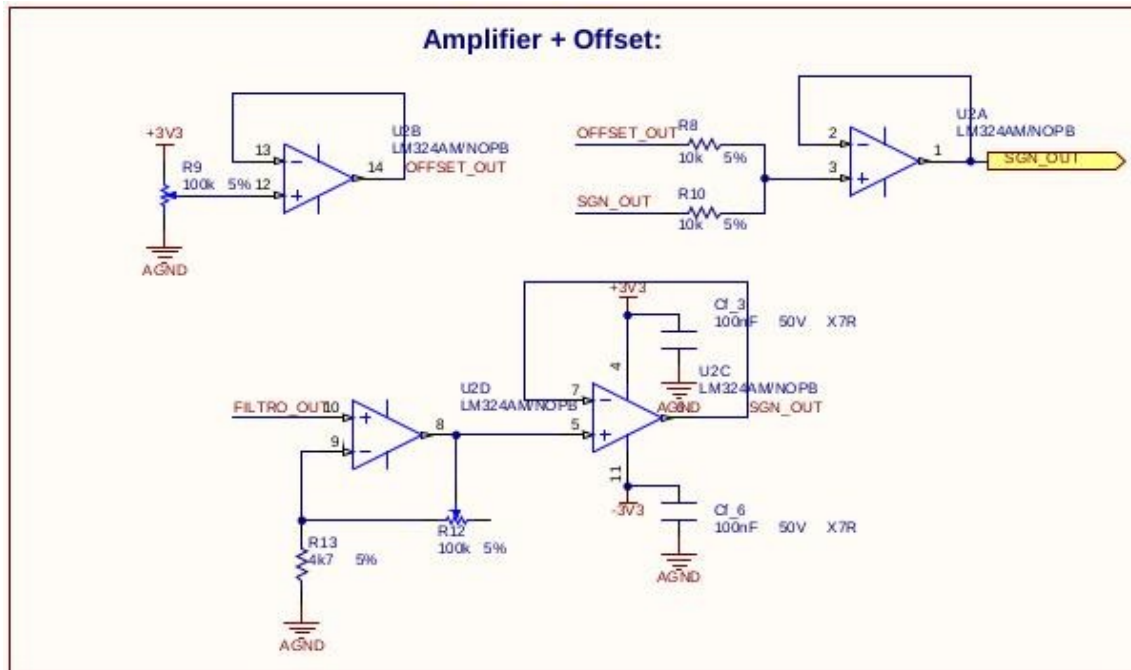 Amplifier + Offset:
+3V3
R9
100k 5%
13
12
14
U2B
LM324AM/NOPB
OFFSET_OUT
AGND
OFFSET_OUT
R8
10k 5%
SGN_OUT
R10
10k 5%
2
3
1
U2A
LM324AM/NOPB
SGN_OUT
FILTRO_OUT
10
9
8
U2D
LM324AM/NOPB
R12
100k 5%
R13
4k7 5%
AGND
+3V3
Cf_3
100nF 50V X7R
4
7
5
U2C
LM324AM/NOPB
AGND
SGN_OUT
11
-3V3
Cf_6
100nF 50V X7R
AGND